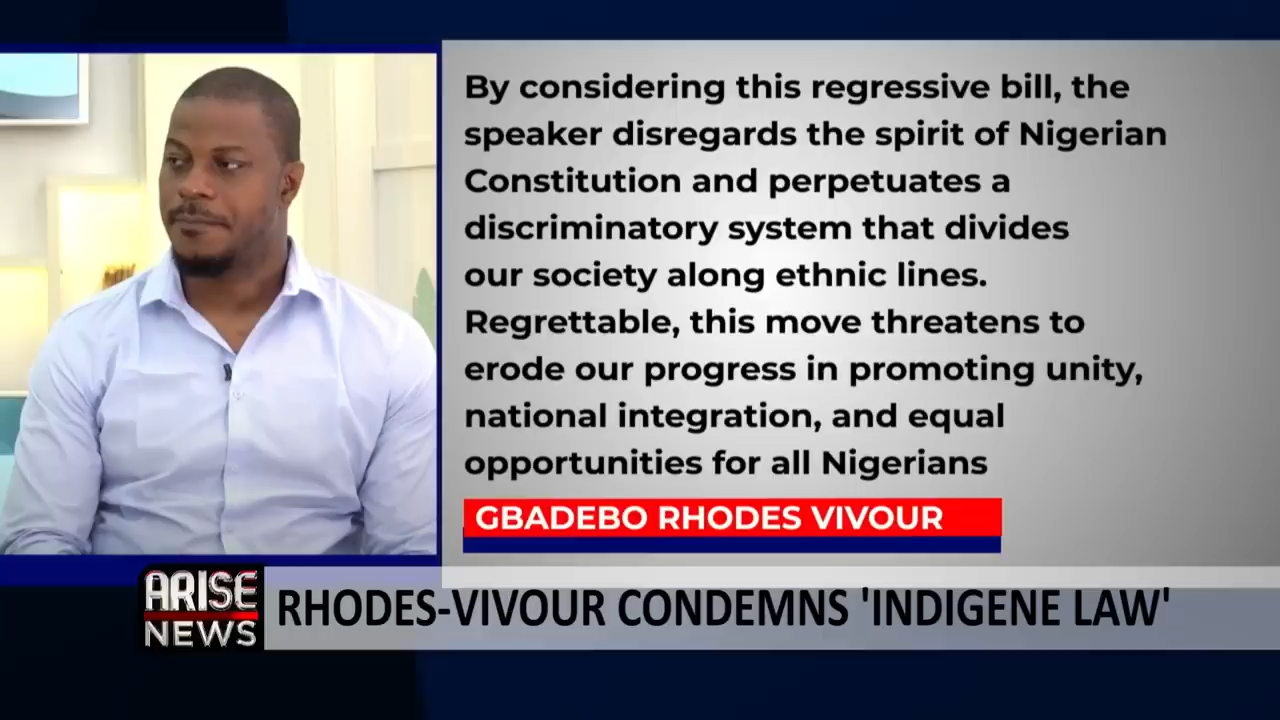 By considering this regressive bill, the
speaker disregards the spirit of Nigerian
Constitution and perpetuates a
discriminatory system that divides
our society along ethnic lines.
Regrettable, this move threatens to
erode our progress in promoting unity,
national integration, and equal
opportunities for all Nigerians
GBADEBO RHODES VIVOUR
ARISE
NEWS
RHODES-VIVOUR CONDEMNS 'INDIGENE LAW'